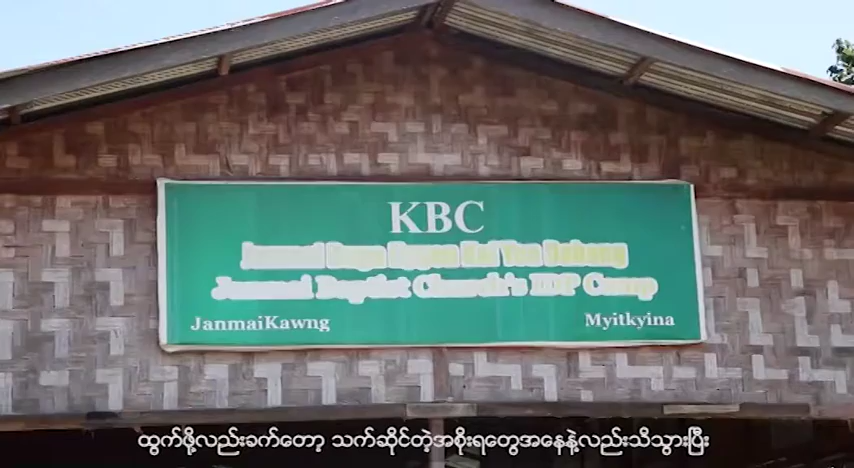 KBC
Janmai Baptist Church's IDP Camp
JanmaiKawng Myitkyina
ထွက်ဖို့လည်းခက်တော့ သက်ဆိုင်တဲ့အစိုးရတွေအနေနဲ့လည်းသိသွားပြီး